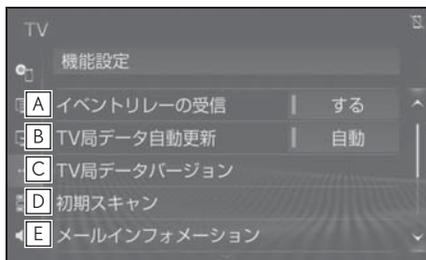 TV
機能設定
A イベントリレーの受信 する
B TV局データ自動更新 自動
C TV局データバージョン
D 初期スキャン
E メールインフォメーション